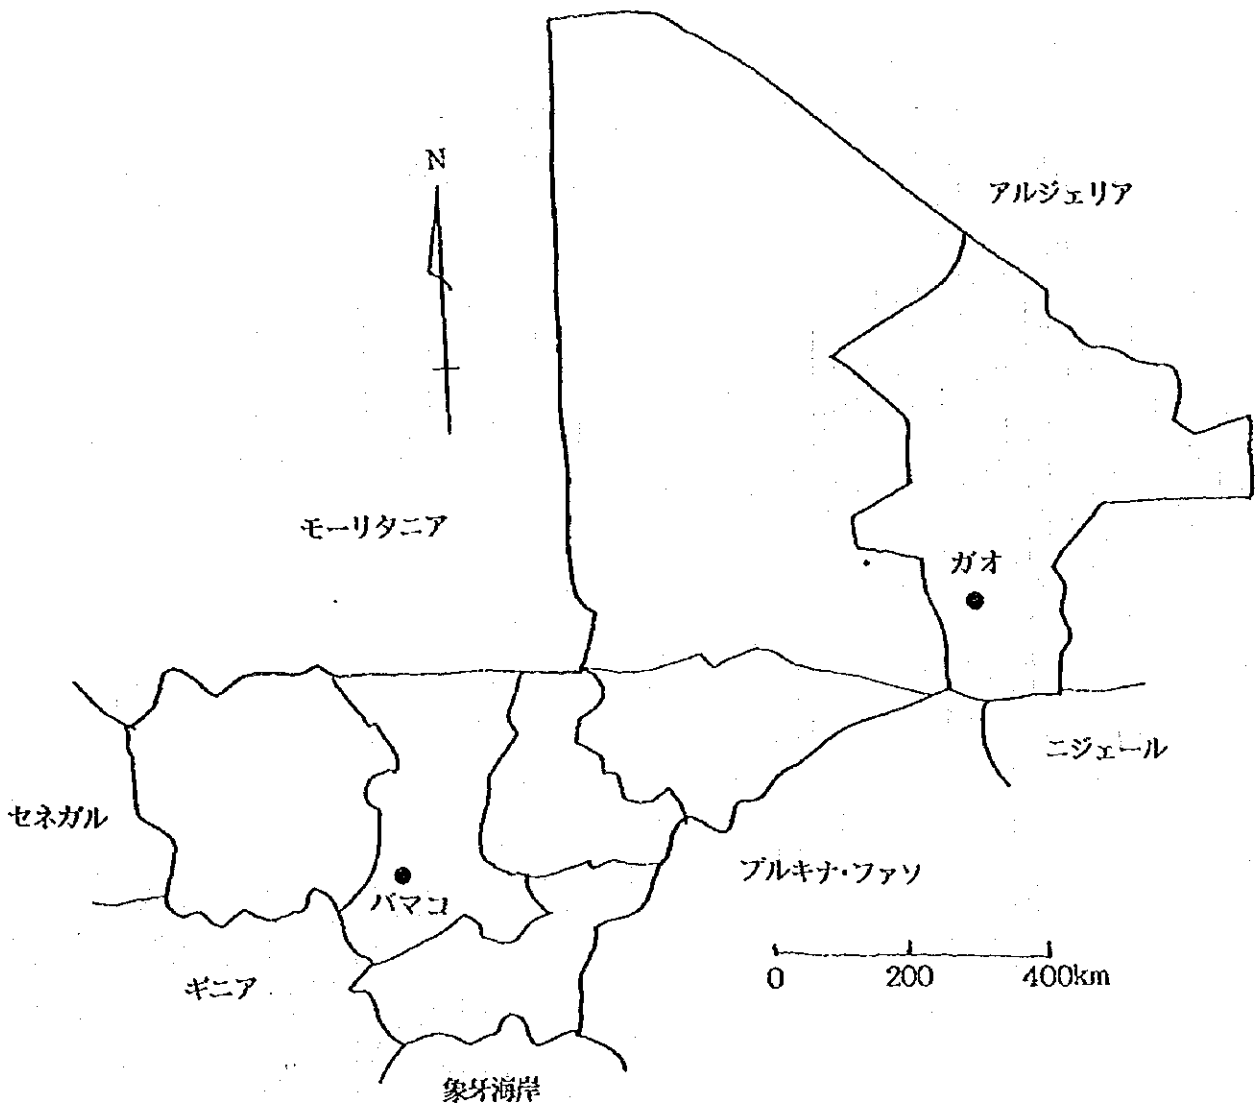 N
アルジェリア
モーリタニア
ガオ
ニジェール
セネガル
ブルキナ・ファソ
バマコ
0 200 400km
ギニア
象牙海岸